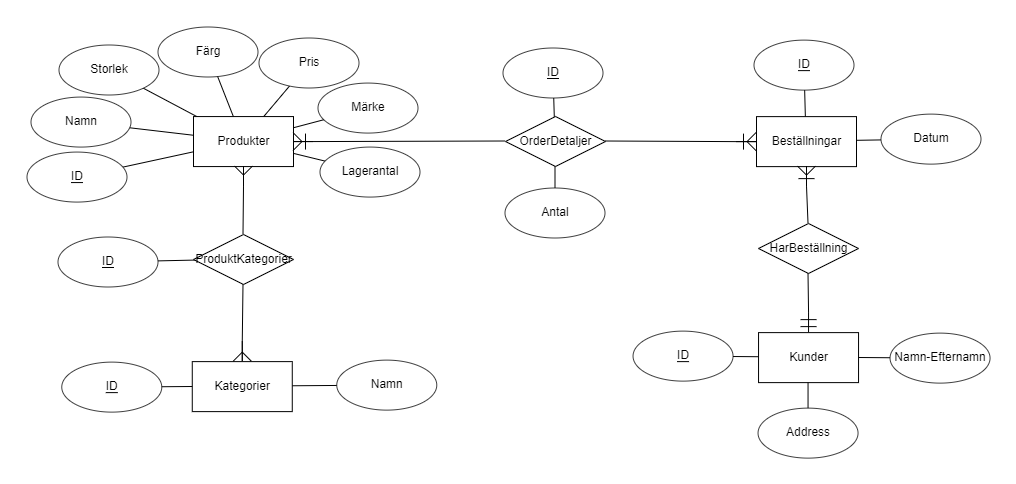 Färg
Storlek
Pris
ID
ID
Märke
Namn
Produkter
OrderDetaljer
Beställningar
Datum
ID
Lagerantal
Antal
HarBeställning
ID
ProduktKategorier
ID
Kunder
Namn-Efternamn
ID
Kategorier
Namn
Address